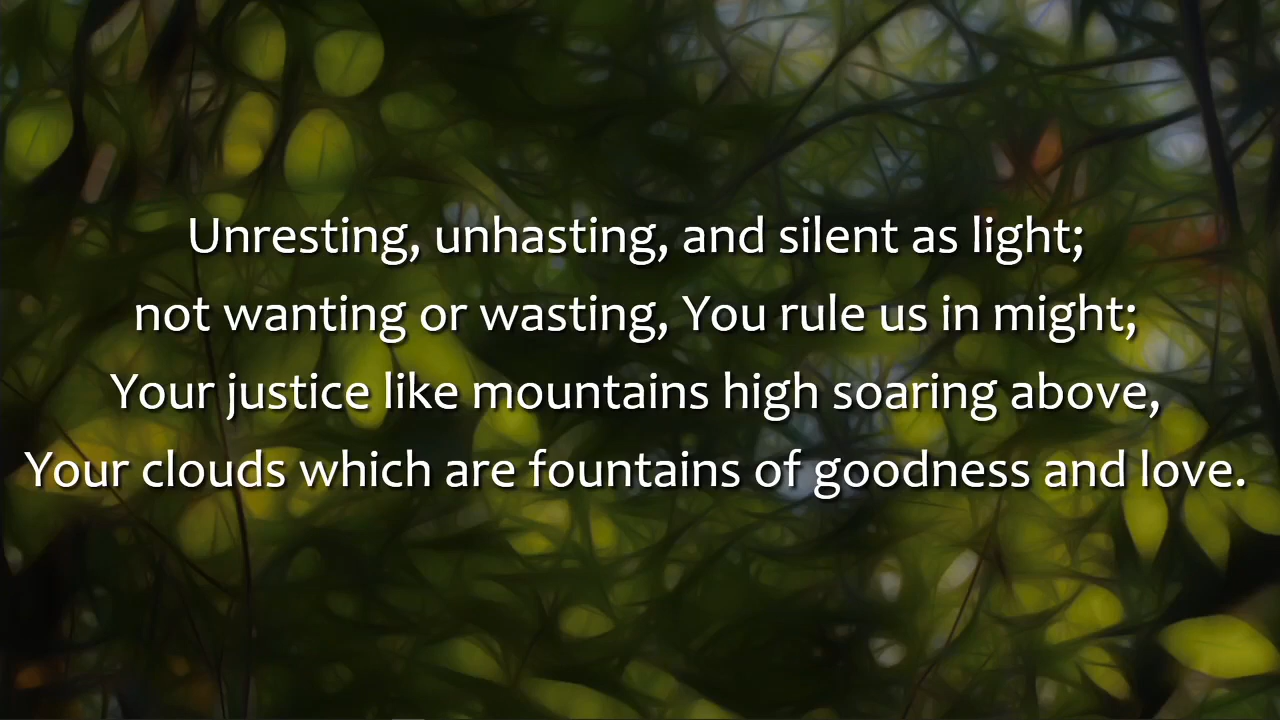 Unresting, unhasting, and silent as light;
not wanting or wasting, You rule us in might;
Your justice like mountains high soaring above,
Your clouds which are fountains of goodness and love.